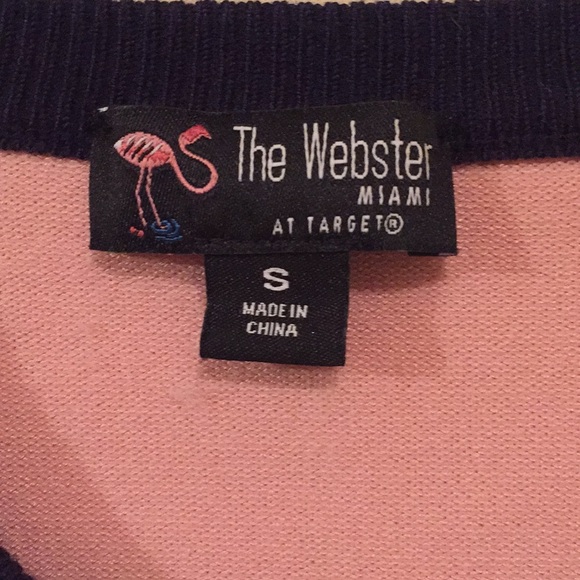 The Webster
MIAMI
AT TARGET®
S
MADE IN
CHINA